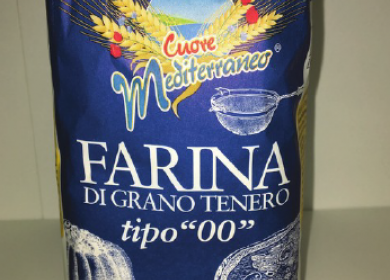 Cuore
Mediterraneo®
FARINA
DI GRANO TENERO
tipo “00”